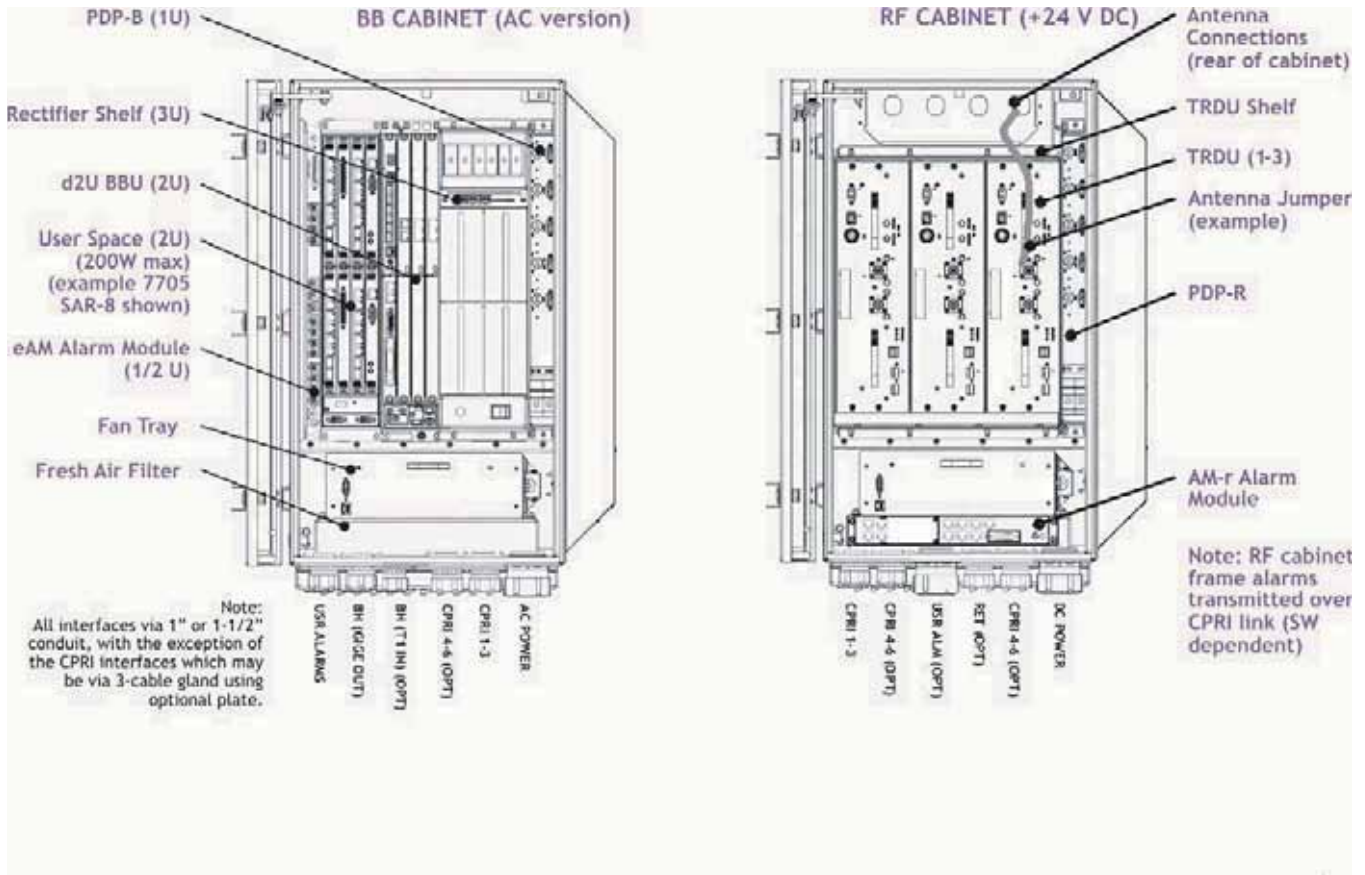 BB CABINET (AC version)
PDP-B (1U)
Rectifier Shelf (3U)
d2U BBU (2U)
User Space (2U)
(200W max)
(example 7705
SAR-8 shown)
eAM Alarm Module
(1/2 U)
Fan Tray
Fresh Air Filter
Note:
All interfaces via 1" or 1-1/2"
conduit, with the exception of
the CPRI interfaces which may
be via 3-cable gland using
optional plate.
USR ALARMS
BH (GIGE OUT)
BH (T1 IN) (OPT)
CPRI 4-6 (OPT)
CPRI 1-3
AC POWER
RF CABINET (+24 V DC)
Antenna
Connections
(rear of cabinet)
TRDU Shelf
TRDU (1-3)
Antenna Jumper
(example)
PDP-R
AM-r Alarm
Module
Note: RF cabinet
frame alarms
transmitted over
CPRI link (SW
dependent)
CPRI 1-3
CPRI 4-6 (OPT)
USR ALM (OPT)
RET (OPT)
CPRI 4-6 (OPT)
DC POWER